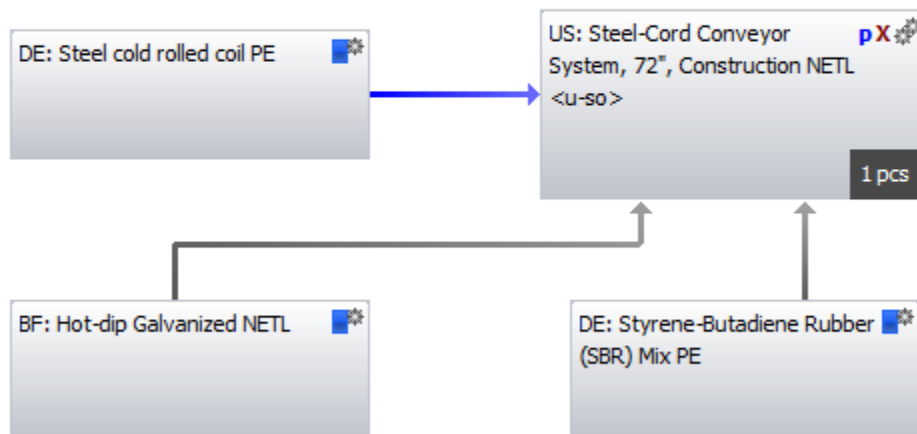 DE: Steel cold rolled coil PE
US: Steel-Cord Conveyor
System, 72", Construction NETL
<u-so>
p X
1 pcs
BF: Hot-dip Galvanized NETL
DE: Styrene-Butadiene Rubber
(SBR) Mix PE